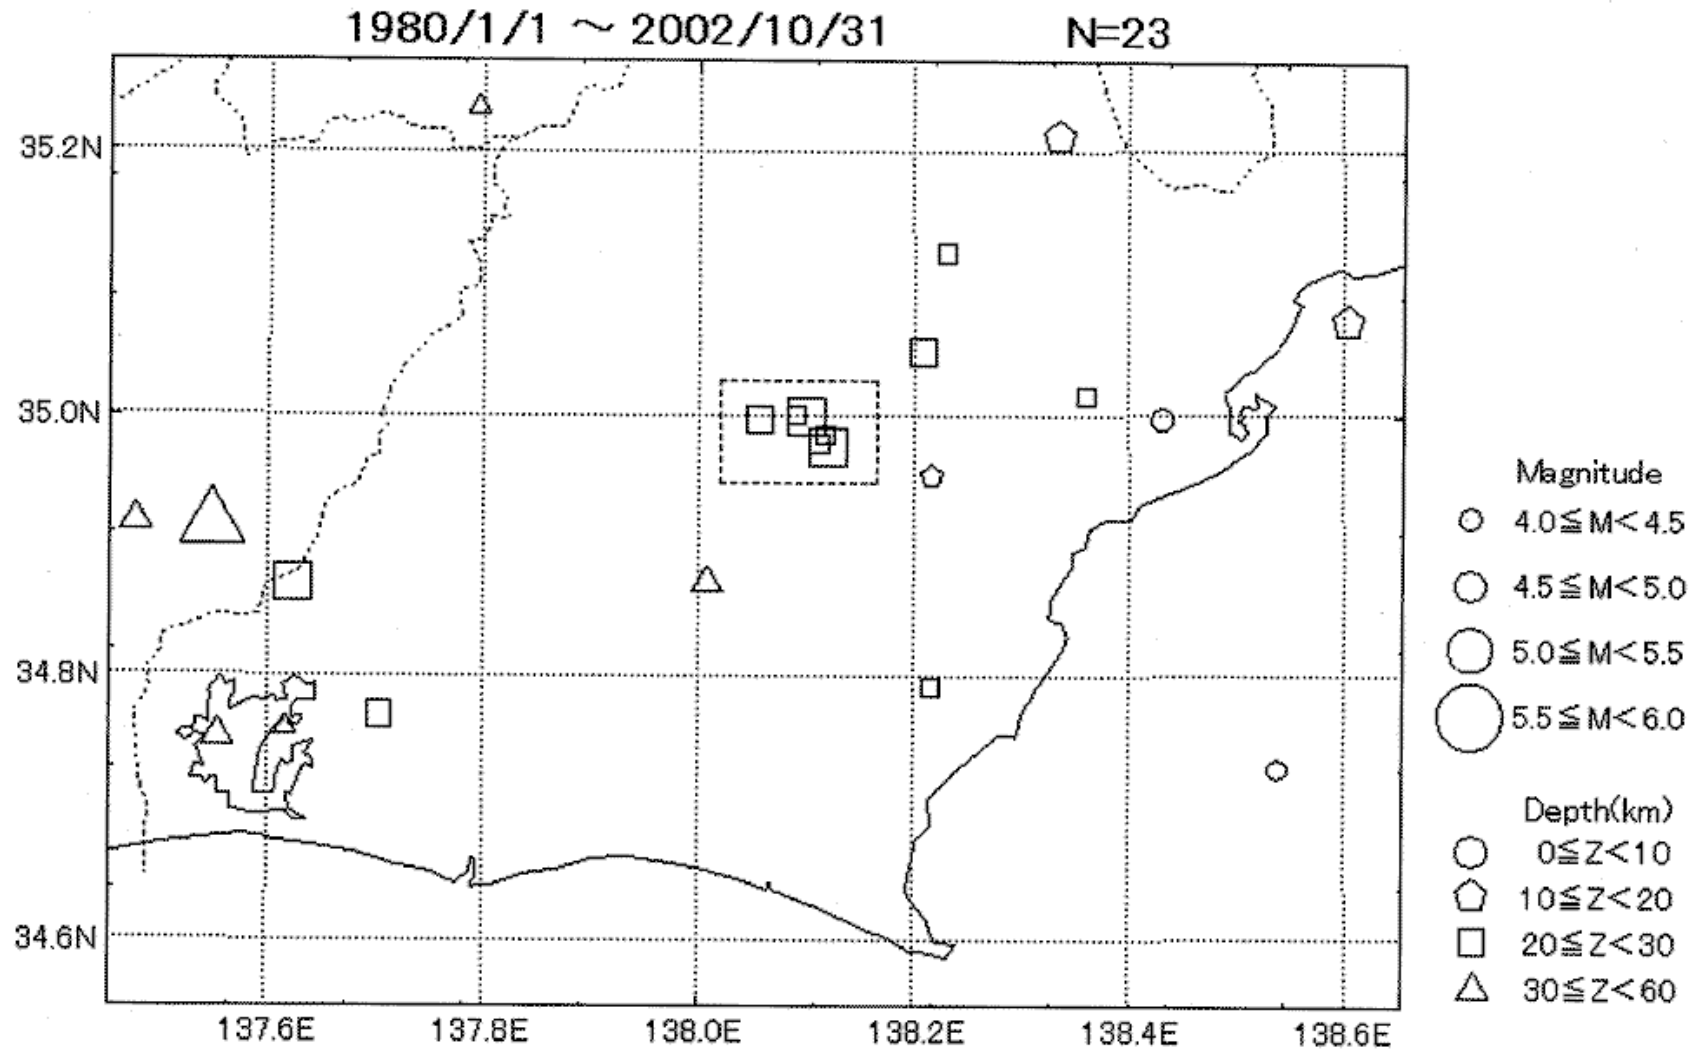 1980/1/1 ～ 2002/10/31 N=23
35.2N
35.0N
34.8N
34.6N
137.6E 137.8E 138.0E 138.2E 138.4E 138.6E
Magnitude
4.0≦M<4.5
4.5≦M<5.0
5.0≦M<5.5
5.5≦M<6.0
Depth(km)
0≦Z<10
10≦Z<20
20≦Z<30
30≦Z<60